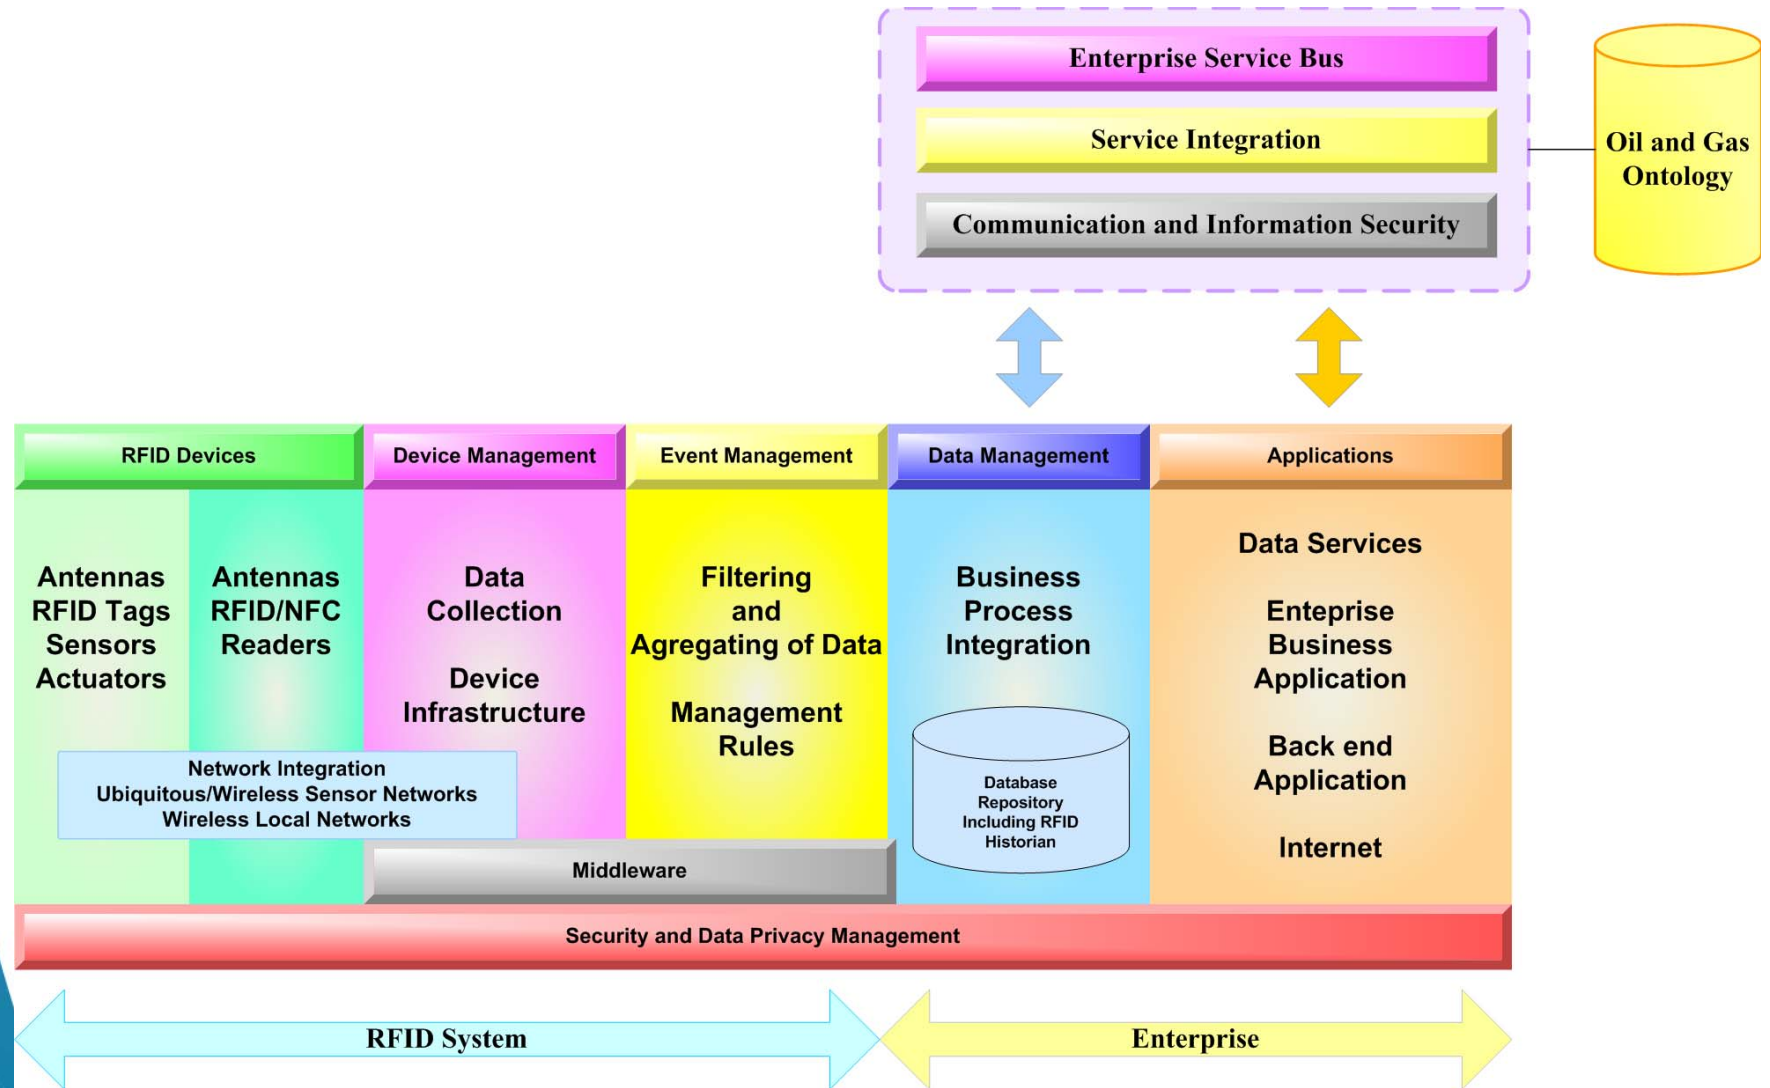 Enterprise Service Bus
Service Integration
Communication and Information Security
Oil and Gas
Ontology
RFID Devices
Device Management
Event Management
Data Management
Applications
Antennas
RFID Tags
Sensors
Actuators
Antennas
RFID/NFC
Readers
Data
Collection
Device
Infrastructure
Filtering
and
Agregating of Data
Management
Rules
Business
Process
Integration
Database
Repository
Including RFID
Historian
Data Services
Enteprise
Business
Application
Back end
Application
Internet
Network Integration
Ubiquitous/Wireless Sensor Networks
Wireless Local Networks
Middleware
Security and Data Privacy Management
RFID System
Enterprise